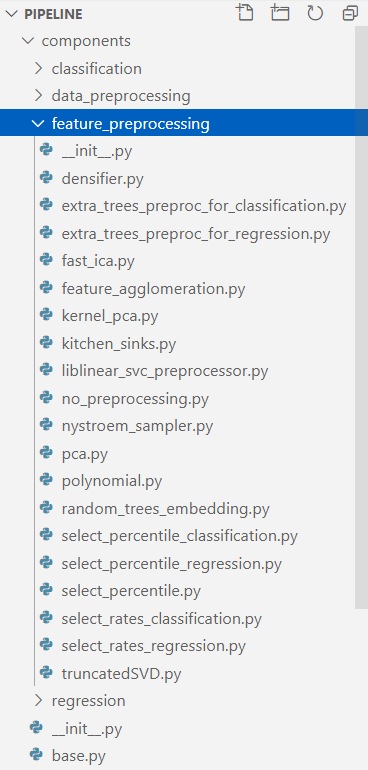 PIPELINE
components
classification
data_preprocessing
feature_preprocessing
__init__.py
densifier.py
extra_trees_preproc_for_classification.py
extra_trees_preproc_for_regression.py
fast_ica.py
feature_agglomeration.py
kernel_pca.py
kitchen_sinks.py
liblinear_svc_preprocessor.py
no_preprocessing.py
nystroem_sampler.py
pca.py
polynomial.py
random_trees_embedding.py
select_percentile_classification.py
select_percentile_regression.py
select_percentile.py
select_rates_classification.py
select_rates_regression.py
truncatedSVD.py
regression
__init__.py
base.py